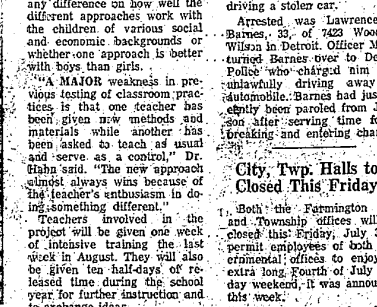 any difference on how well the
different approaches work with
the children of various social
and economic backgrounds or
whether one approach is better
with boys than girls.
"A MAJOR weakness in pre-
vious testing of classroom prac-
tices is that one teacher has
been given new methods and
materials while another has
been asked to teach as usual
and serve as a control," Dr.
Hahn said. "The new approach
almost always wins because of
the teacher's enthusiasm in do-
ing something different."
Teachers involved in the
project will be given one week
of intensive training the last
week in August. They will also
be given ten half-days of re-
leased time during the school
year for further instruction and
exchange ideas
driving a stolen car.
Arrested was Lawrence
Barnes, 33, of 7423 Woo
Wilson in Detroit. Officer M
turned Barnes over to De
Police who charged him
unlawfully driving away
automobile. Barnes had jus
cently been paroled from J
son after serving time fo
breaking and entering char
City, Twp. Halls to
Closed This Friday
Both the Farmington
and Township offices will
closed this Friday, July 3
permit employees of both
ernmental offices to enjoy
extra long Fourth of July
day weekend, it was annou
this week.